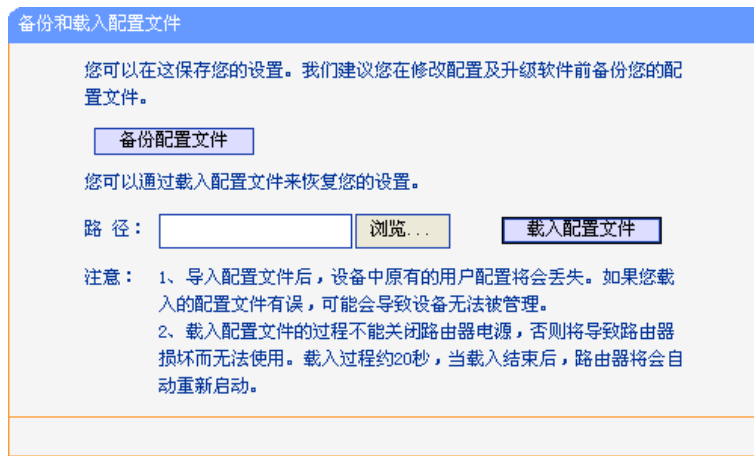 备份和载入配置文件
您可以在这保存您的设置。我们建议您在修改配置及升级软件前备份您的配
置文件。
备份配置文件
您可以通过载入配置文件来恢复您的设置。
路 径： 浏览... 载入配置文件
注意： 1、导入配置文件后，设备中原有的用户配置将会丢失。如果您载
入的配置文件有误，可能会导致设备无法被管理。
2、载入配置文件的过程不能关闭路由器电源，否则将导致路由器
损坏而无法使用。载入过程约20秒，当载入结束后，路由器将会自
动重新启动。